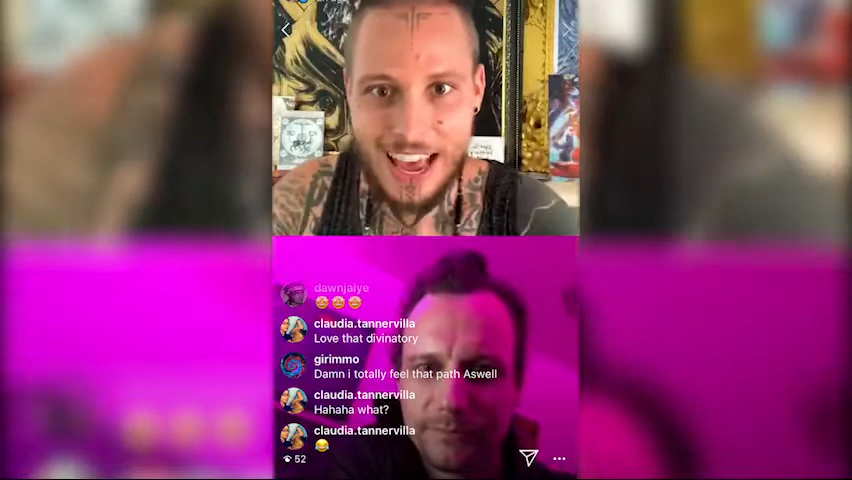 dawnjaiye
🤩🤩🤩
claudia.tannervilla
Love that divinatory
girimmo
Damn i totally feel that path Aswell
claudia.tannervilla
Hahaha what?
claudia.tannervilla
😂
52